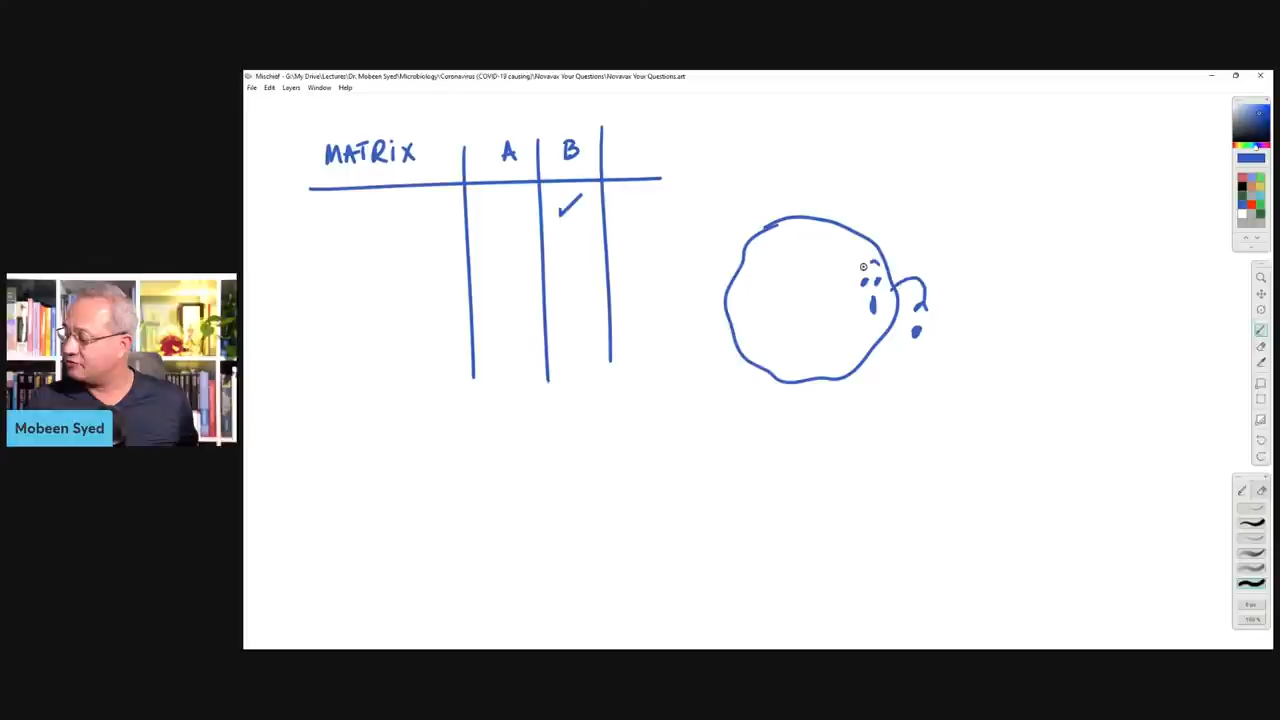 Mischief - G:\My Drive\Lectures\Dr. Mobeen Syed\Microbiology\Coronavirus (COVID-19 causing)\Novavax Your Questions\Novavax Your Questions.art
File Edit Layers Window Help
MATRiX A B
Mobeen Syed